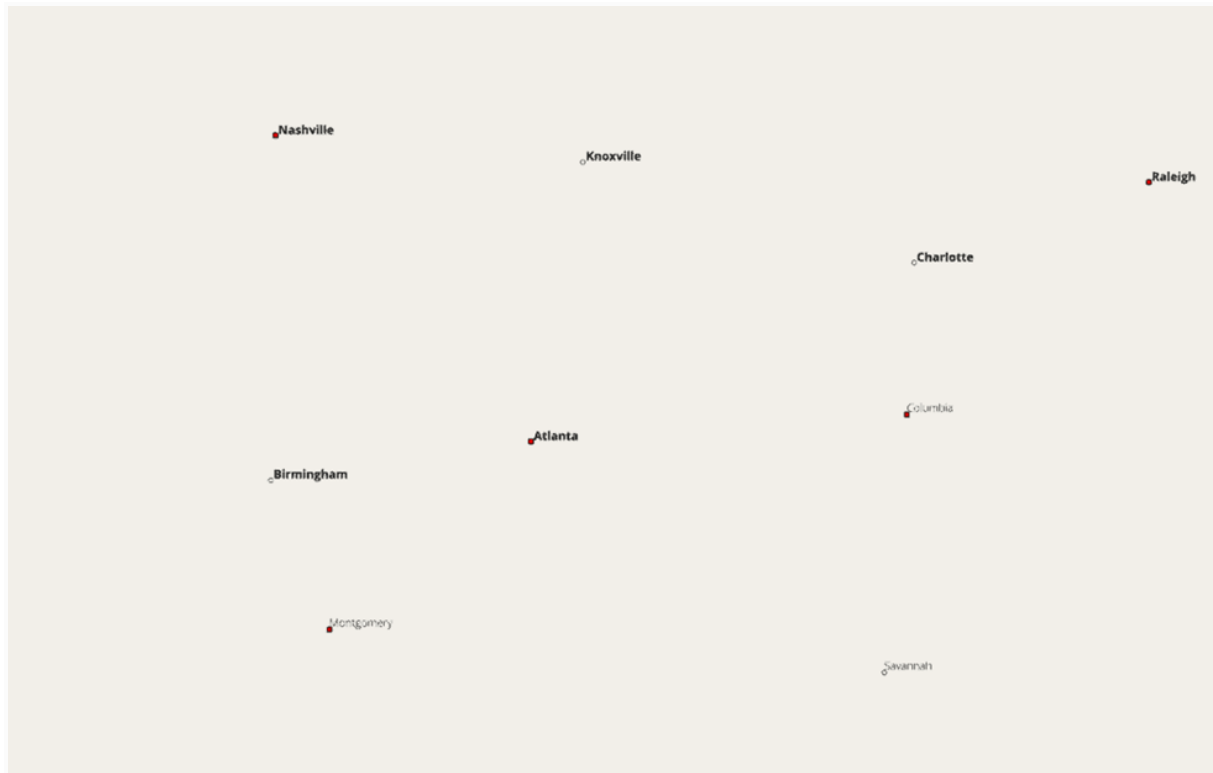 Nashville
Knoxville
Raleigh
Charlotte
Columbia
Atlanta
Birmingham
Montgomery
Savannah